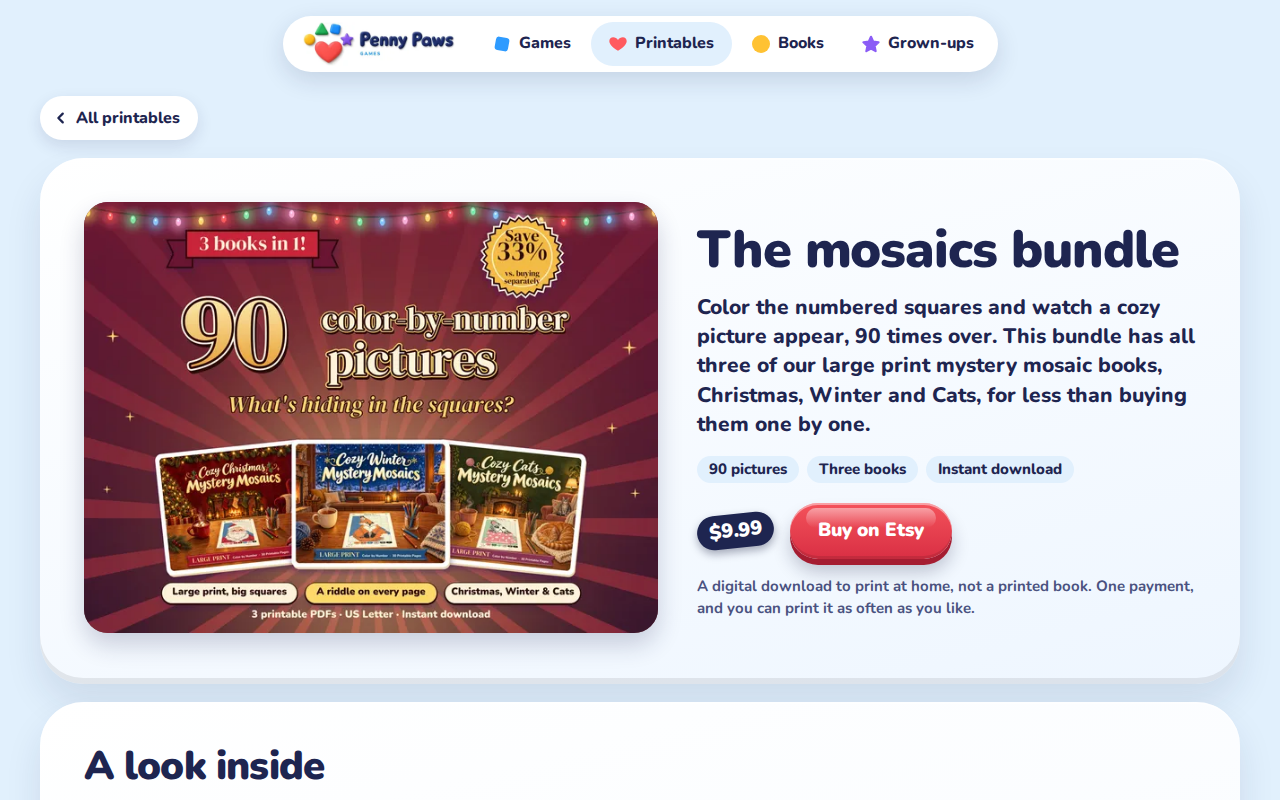 Penny Paws
GAMES
Games
Printables
Books
Grown-ups
All printables
3 books in 1!
Save
33%
vs. buying
separately
90 color-by-number
pictures
What's hiding in the squares?
Cozy Christmas
Mystery Mosaics
LARGE PRINT
Cozy Winter
Mystery Mosaics
LARGE PRINT
Cozy Cats
Mystery Mosaics
LARGE PRINT
Large print, big squares
A riddle on every page
Christmas, Winter & Cats
3 printable PDFs · US Letter · Instant download
The mosaics bundle
Color the numbered squares and watch a cozy
picture appear, 90 times over. This bundle has all
three of our large print mystery mosaic books,
Christmas, Winter and Cats, for less than buying
them one by one.
90 pictures
Three books
Instant download
$9.99
Buy on Etsy
A digital download to print at home, not a printed book. One payment,
and you can print it as often as you like.
A look inside